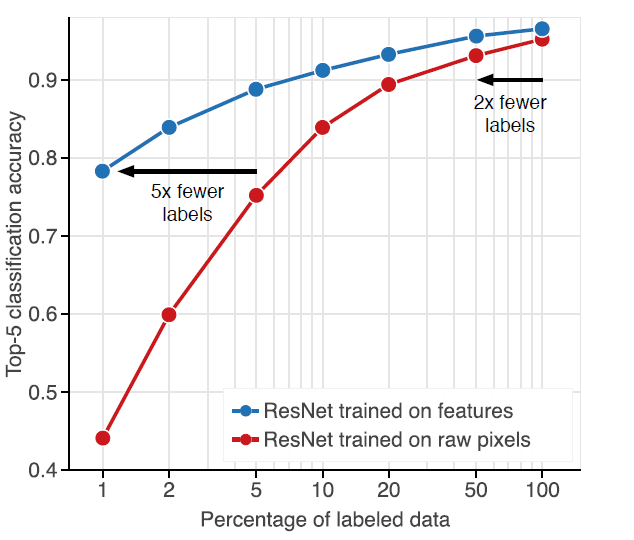 Top-5 classification accuracy
0.9
0.8
0.7
0.6
0.5
0.4
2x fewer
labels
5x fewer
labels
ResNet trained on features
ResNet trained on raw pixels
1 2 5 10 20 50 100
Percentage of labeled data